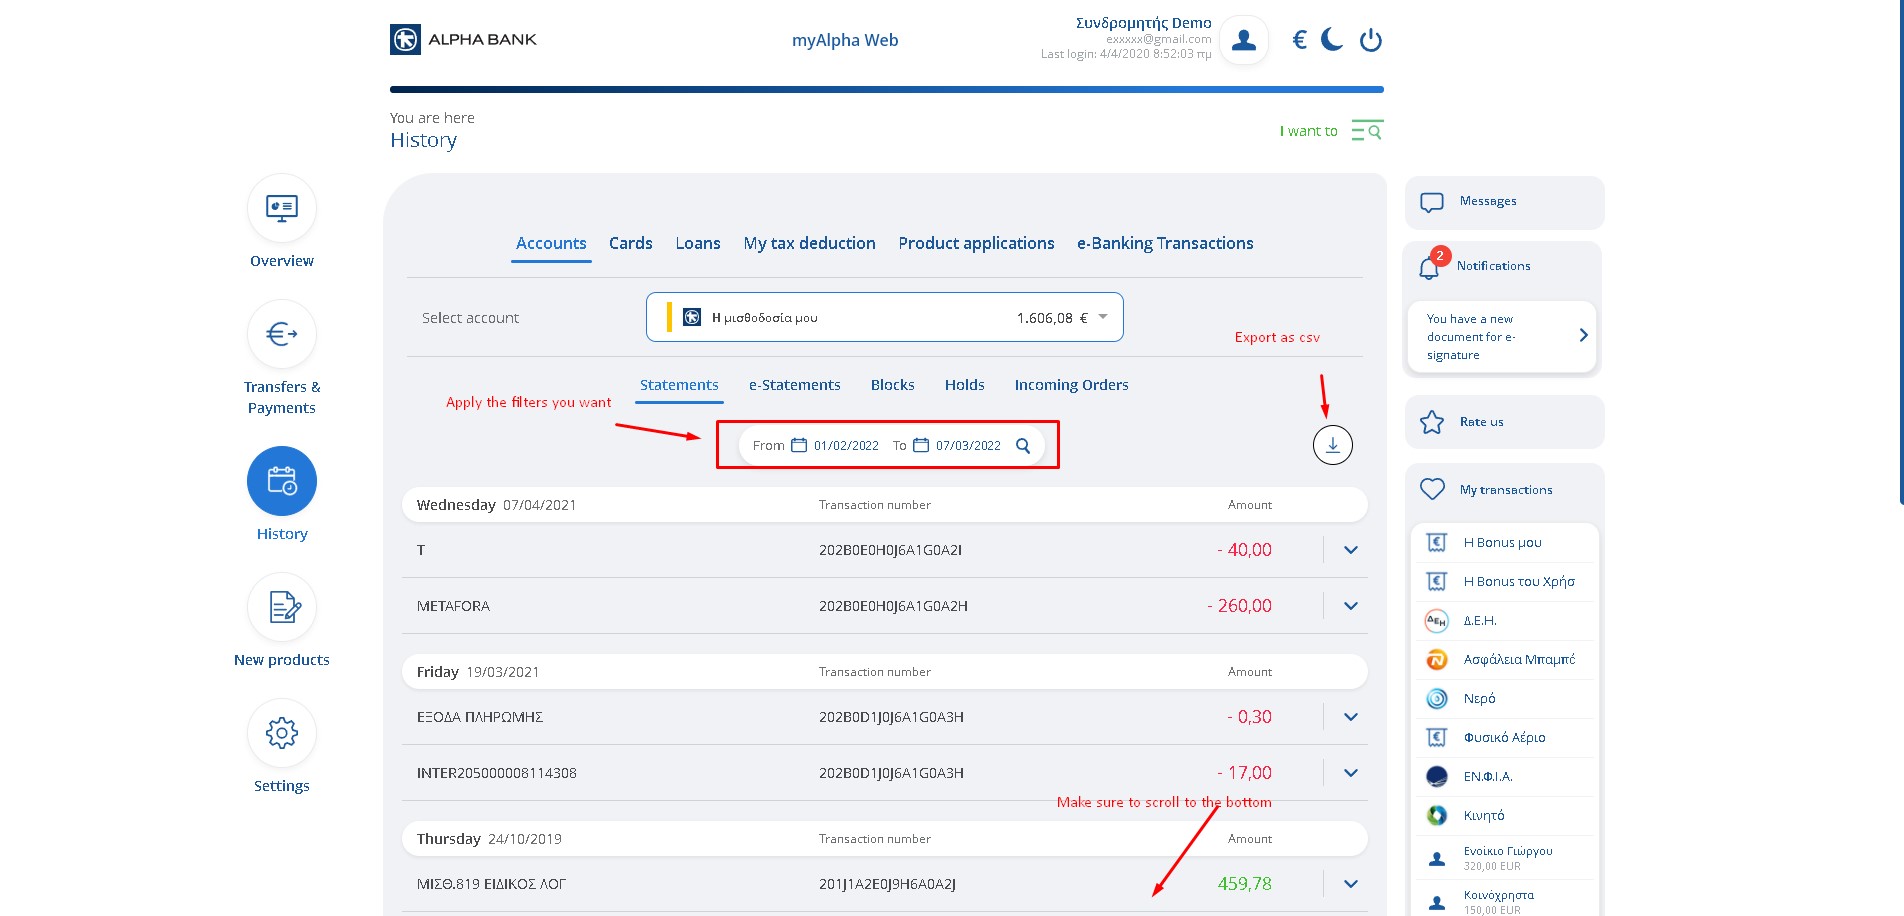 ALPHA BANK
myAlpha Web
Συνδρομητής Demo
exxxxx@gmail.com
Last login: 4/4/2020 8:52:03 πμ
You are here
History
I want to
Overview
Transfers &
Payments
History
New products
Settings
Accounts Cards Loans My tax deduction Product applications e-Banking Transactions
Select account
Η μισθοδοσία μου 1.606,08 €
Export as csv
Statements e-Statements Blocks Holds Incoming Orders
Apply the filters you want
From 01/02/2022 To 07/03/2022
Wednesday 07/04/2021 Transaction number Amount
T 202B0E0H0J6A1G0A2I - 40,00
METAFORA 202B0E0H0J6A1G0A2H - 260,00
Friday 19/03/2021 Transaction number Amount
ΕΞΟΔΑ ΠΛΗΡΩΜΗΣ 202B0D1J0J6A1G0A3H - 0,30
INTER205000008114308 202B0D1J0J6A1G0A3H - 17,00
Make sure to scroll to the bottom
Thursday 24/10/2019 Transaction number Amount
ΜΙΣΘ.819 ΕΙΔΙΚΟΣ ΛΟΓ 201J1A2E0J9H6A0A2J 459,78
Messages
2
Notifications
You have a new
document for e-
signature
Rate us
My transactions
Η Bonus μου
Η Bonus του Χρήσ
ΔΕΗ
Δ.Ε.Η.
Ασφάλεια Μπαμπά
Νερό
Φυσικό Αέριο
ΕΝ.Φ.Ι.Α.
Κινητό
Ενοίκιο Γιώργου
320,00 EUR
Κοινόχρηστα
150,00 EUR